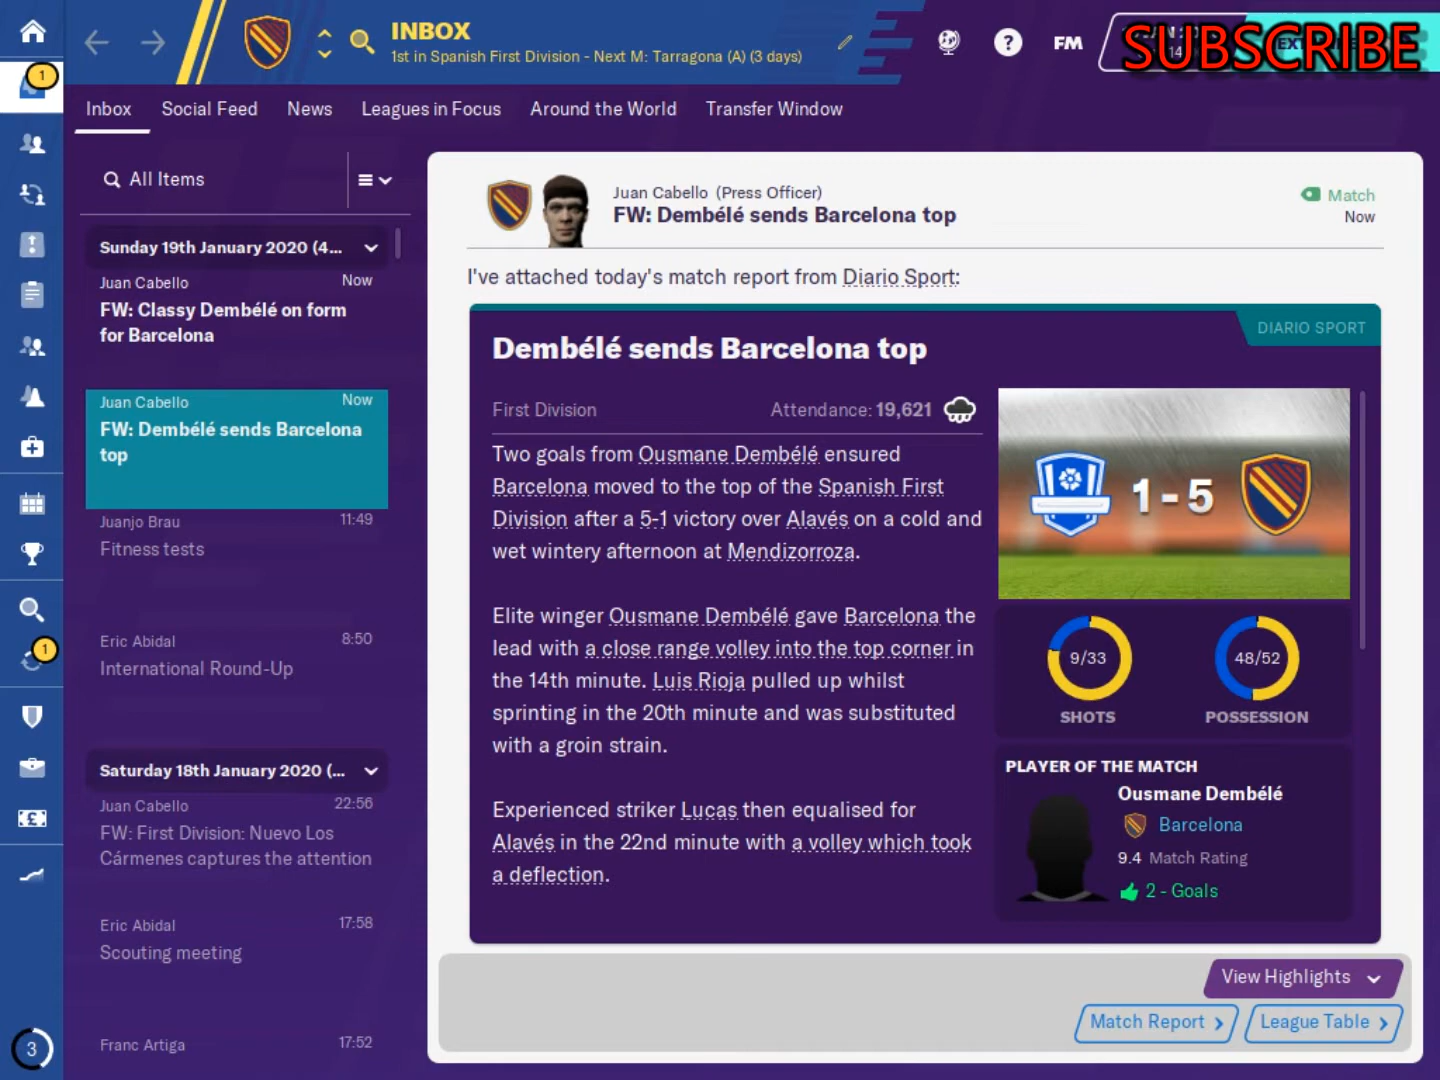 INBOX
1st in Spanish First Division - Next M: Tarragona (A) (3 days)
?
FM
SUBSCRIBE
1
Inbox
Social Feed
News
Leagues in Focus
Around the World
Transfer Window
All Items
Sunday 19th January 2020 (4...
Juan Cabello
Now
FW: Classy Dembélé on form
for Barcelona
Juan Cabello
Now
FW: Dembélé sends Barcelona
top
Juanjo Brau
11:49
Fitness tests
Eric Abidal
8:50
International Round-Up
1
Saturday 18th January 2020 (...
Juan Cabello
22:56
FW: First Division: Nuevo Los
Cármenes captures the attention
Eric Abidal
17:58
Scouting meeting
Franc Artiga
17:52
3
Juan Cabello (Press Officer)
FW: Dembélé sends Barcelona top
Match
Now
I've attached today's match report from Diario Sport:
DIARIO SPORT
Dembélé sends Barcelona top
First Division
Attendance: 19,621
Two goals from Ousmane Dembélé ensured
Barcelona moved to the top of the Spanish First
Division after a 5-1 victory over Alavés on a cold and
wet wintery afternoon at Mendizorroza.
Elite winger Ousmane Dembélé gave Barcelona the
lead with a close range volley into the top corner in
the 14th minute. Luis Rioja pulled up whilst
sprinting in the 20th minute and was substituted
with a groin strain.
Experienced striker Lucas then equalised for
Alavés in the 22nd minute with a volley which took
a deflection.
1 - 5
9/33
SHOTS
48/52
POSSESSION
PLAYER OF THE MATCH
Ousmane Dembélé
Barcelona
9.4 Match Rating
2 - Goals
View Highlights
Match Report
League Table